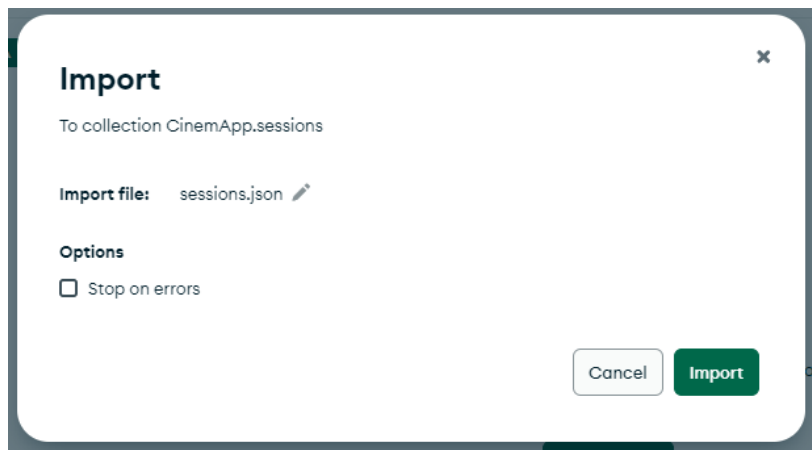 Import
To collection CinemApp.sessions
Import file: sessions.json
Options
Stop on errors
Cancel Import